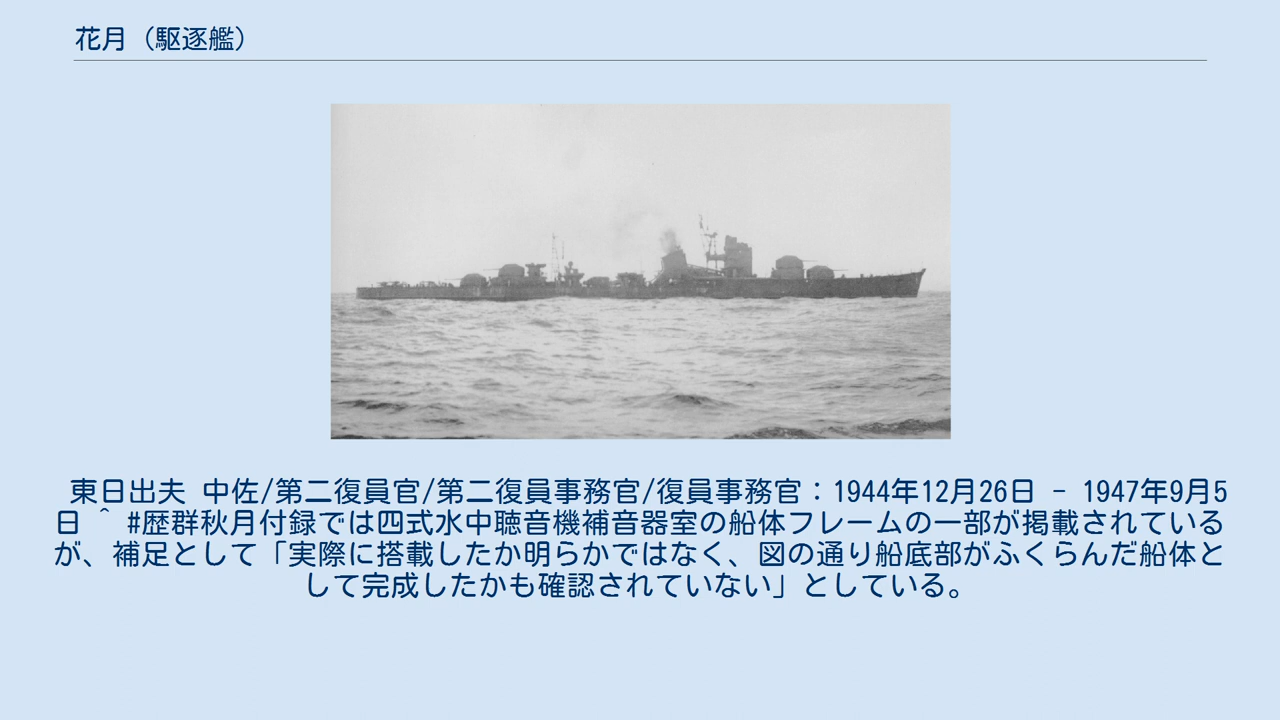 花月（駆逐艦）
東日出夫 中佐/第二復員官/第二復員事務官/復員事務官：1944年12月26日 - 1947年9月5
日 ^ #歴群秋月付録では四式水中聴音機補音器室の船体フレームの一部が掲載されている
が、補足として「実際に搭載したか明らかではなく、図の通り船底部がふくらんだ船体と
して完成したかも確認されていない」としている。